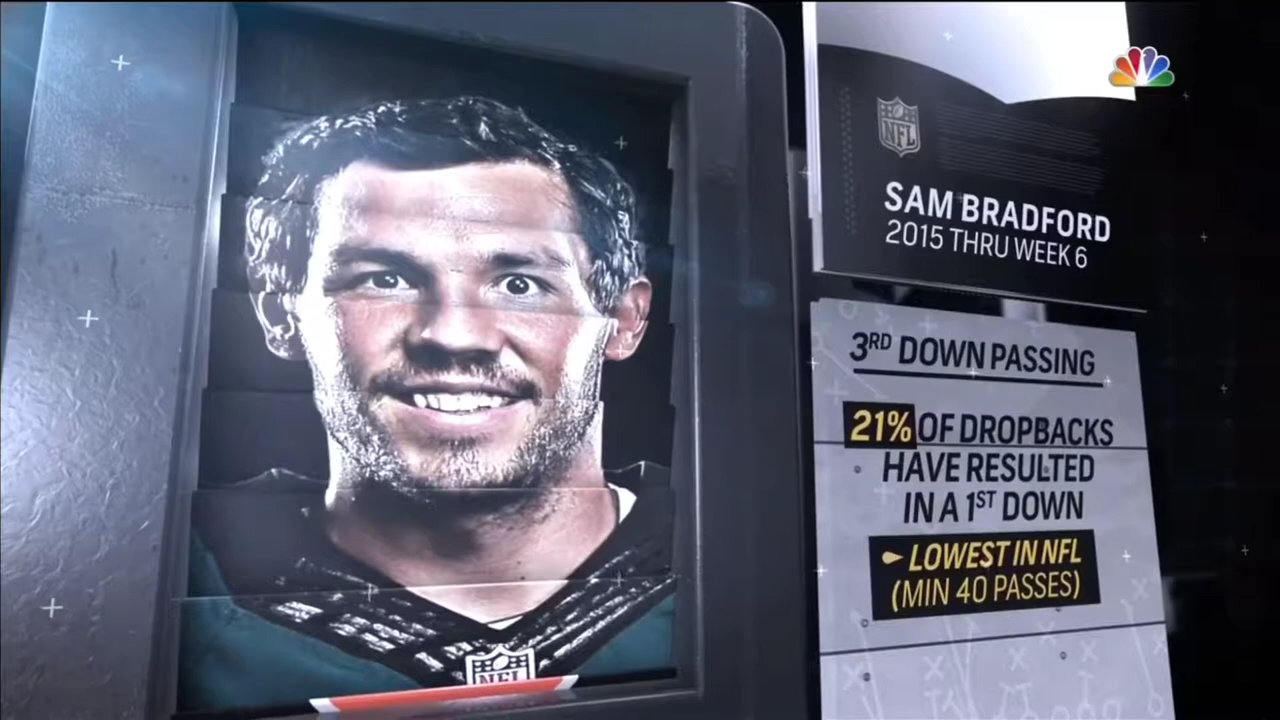 NFL
SAM BRADFORD
2015 THRU WEEK 6
3RD DOWN PASSING
21% OF DROPBACKS
HAVE RESULTED
IN A 1ST DOWN
LOWEST IN NFL
(MIN 40 PASSES)
NFL